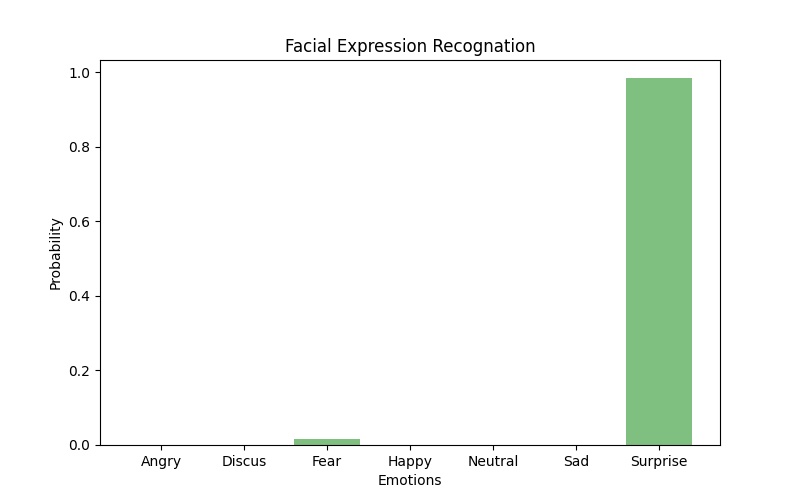 Facial Expression Recognation
1.0
0.8
0.6
0.4
0.2
0.0
Probability
Angry Discus Fear Happy Neutral Sad Surprise
Emotions